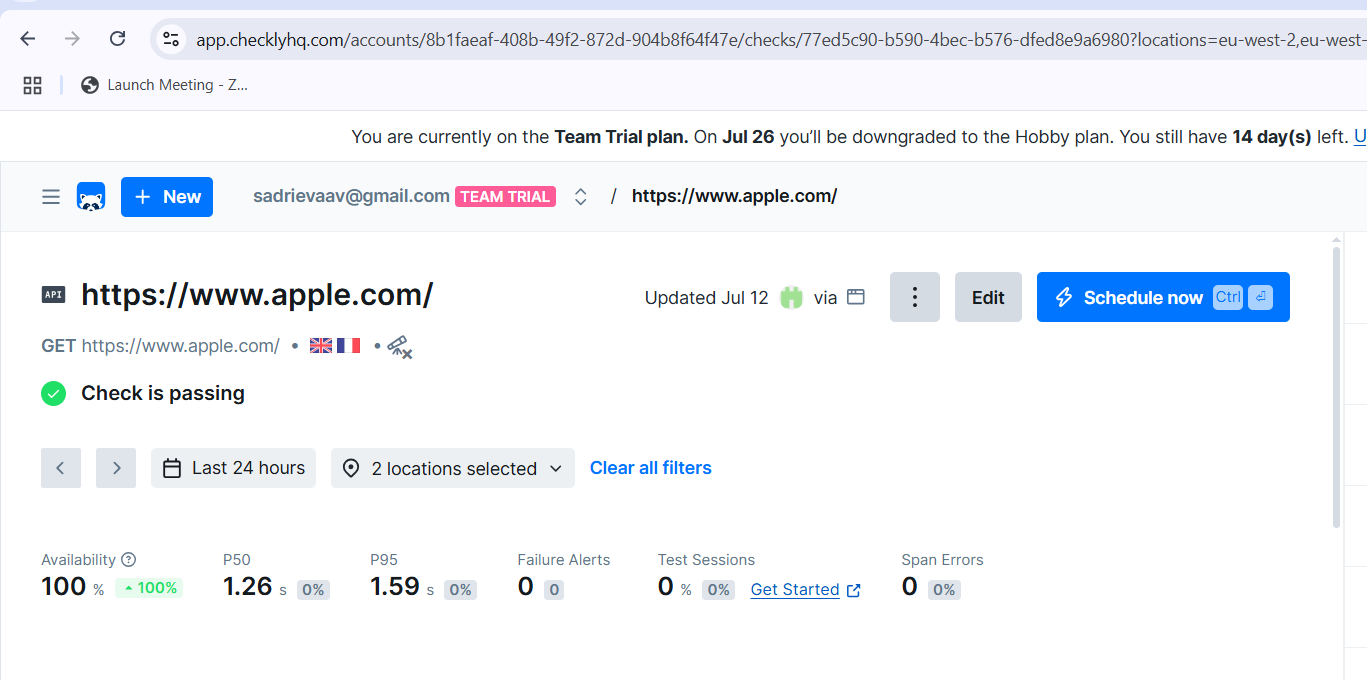 app.checklyhq.com/accounts/8b1faeaf-408b-49f2-872d-904b8f64f47e/checks/77ed5c90-b590-4bec-b576-dfed8e9a6980?locations=eu-west-2,eu-west-
Launch Meeting - Z...
You are currently on the Team Trial plan. On Jul 26 you'll be downgraded to the Hobby plan. You still have 14 day(s) left. U
+ New sadrievaav@gmail.com TEAM TRIAL / https://www.apple.com/
API https://www.apple.com/ Updated Jul 12 via Edit Schedule now Ctrl
GET https://www.apple.com/ • •
Check is passing
Last 24 hours 2 locations selected Clear all filters
Availability ? P50 P95 Failure Alerts Test Sessions Span Errors
100 % 100% 1.26 s 0% 1.59 s 0% 0 0 0 % 0% Get Started 0 0%